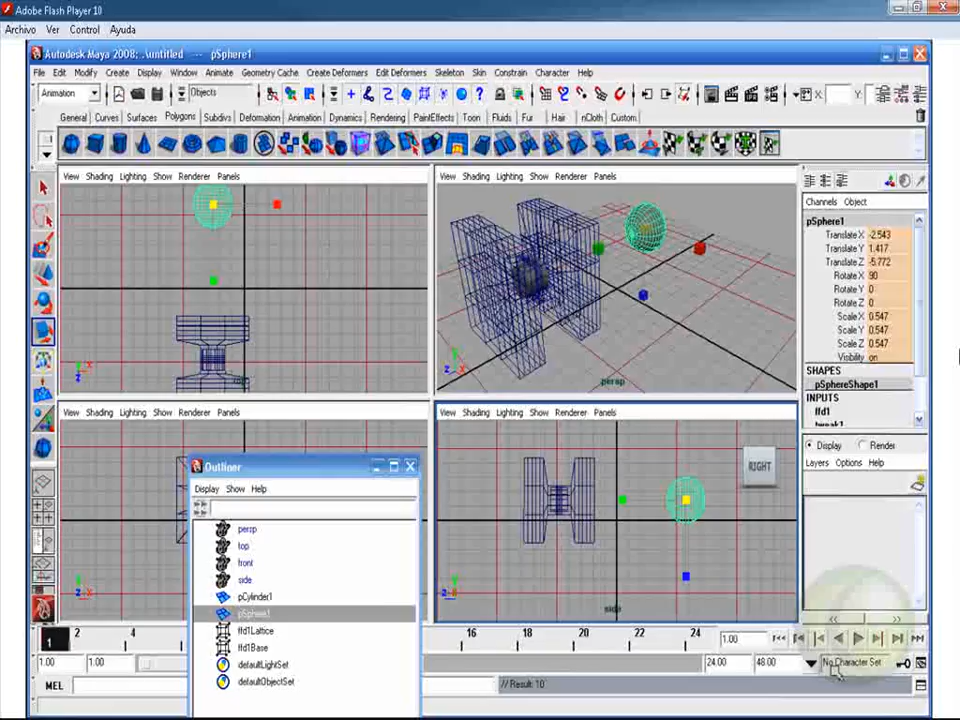 Adobe Flash Player 10
Archivo Ver Control Ayuda
Autodesk Maya 2008: .\untitled --- pSphere1
File Edit Modify Create Display Window Animate Geometry Cache Create Deformers Edit Deformers Skeleton Skin Constrain Character Help
Animation Objects X: Y:
General Curves Surfaces Polygons Subdivs Deformation Animation Dynamics Rendering PaintEffects Toon Fluids Fur Hair nCloth Custom
View Shading Lighting Show Renderer Panels
View Shading Lighting Show Renderer Panels
persp
View Shading Lighting Show Renderer Panels
View Shading Lighting Show Renderer Panels
RIGHT
side
Channels Object
pSphere1
Translate X -2.543
Translate Y 1.417
Translate Z -5.772
Rotate X 90
Rotate Y 0
Rotate Z 0
Scale X 0.547
Scale Y 0.547
Scale Z 0.547
Visibility on
SHAPES
pSphereShape1
INPUTS
ffd1
tweak1
Display Render
Layers Options Help
Outliner
Display Show Help
persp
top
front
side
pCylinder1
pSphere1
ffd1Lattice
ffd1Base
defaultLightSet
defaultObjectSet
1 2 4 6 16 18 20 22 24 1.00
1.00 1.00 24.00 48.00 No Character Set
MEL // Result: 10